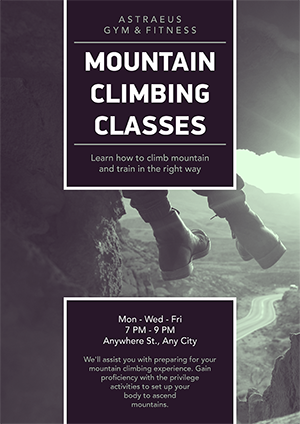 ASTRAEUS
GYM & FITNESS
MOUNTAIN
CLIMBING
CLASSES
Learn how to climb mountain
and train in the right way
Mon - Wed - Fri
7 PM - 9 PM
Anywhere St., Any City
We'll assist you with preparing for your
mountain climbing experience. Gain
proficiency with the privilege
activities to set up your
body to ascend
mountains.